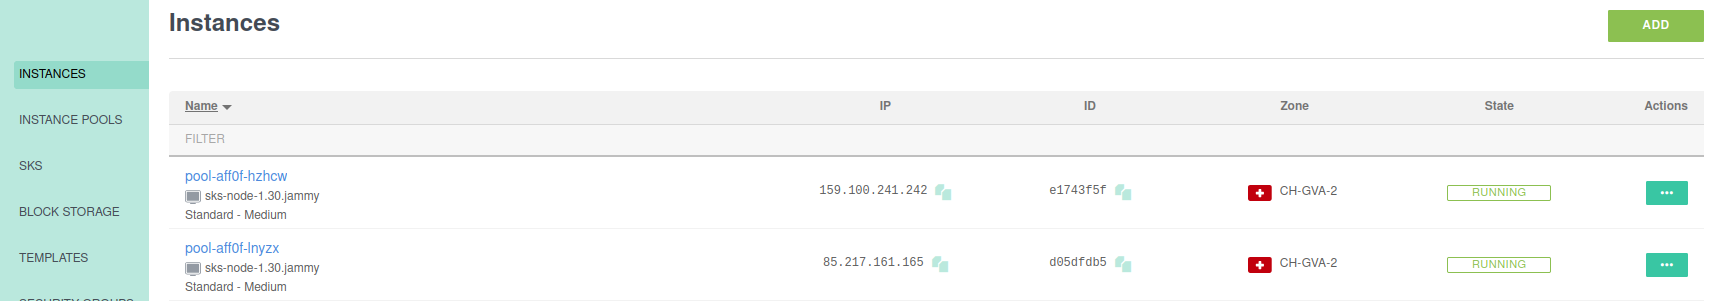 Instances
ADD
INSTANCES
INSTANCE POOLS
SKS
BLOCK STORAGE
TEMPLATES
SECURITY GROUPS
Name IP ID Zone State Actions
FILTER
pool-aff0f-hzhcw
sks-node-1.30.jammy
Standard - Medium
159.100.241.242 e1743f5f CH-GVA-2 RUNNING
pool-aff0f-lnyzx
sks-node-1.30.jammy
Standard - Medium
85.217.161.165 d05dfdb5 CH-GVA-2 RUNNING